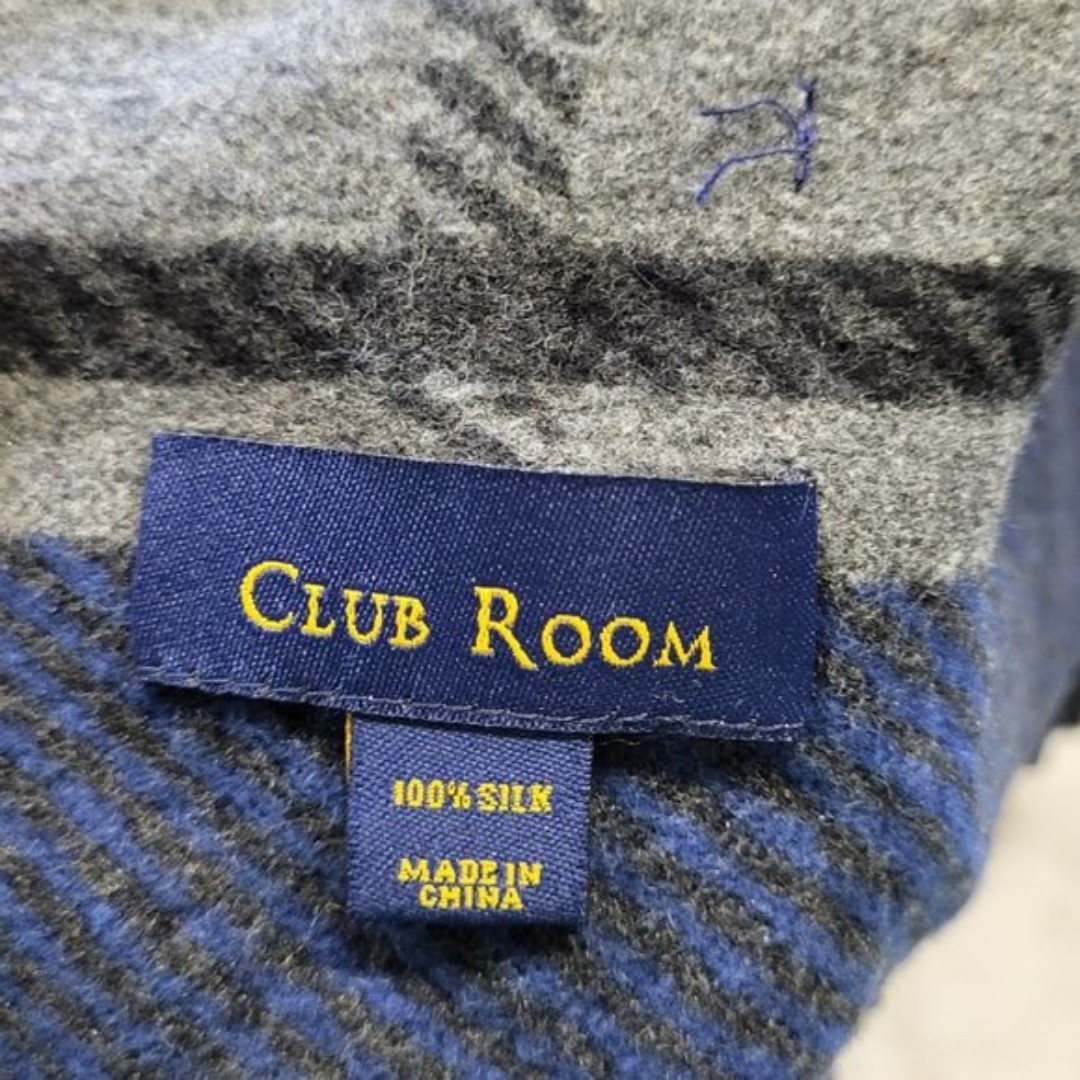 CLUB ROOM
100% SILK
MADE IN
CHINA